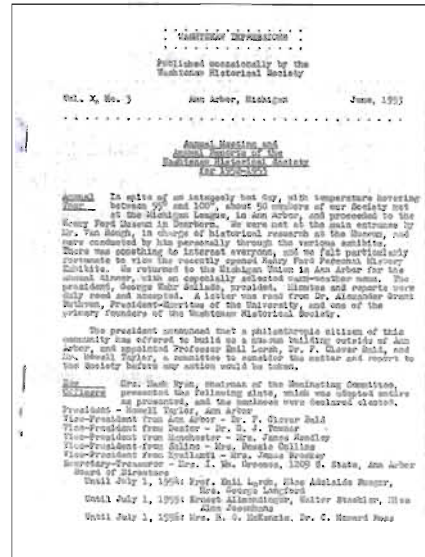 WASHTENAW IMPRESSIONS
Published occasionally by the
Washtenaw Historical Society
Vol. X, No. 3 Ann Arbor, Michigan June, 1953
Annual Meeting and
Annual Reports of the
Washtenaw Historical Society
for 1952-1953
Annual In spite of an intensely hot day, with temperature hovering
between 95° and 100°, about 50 members of our Society met
at the Michigan League, in Ann Arbor, and proceeded to the
Henry Ford Museum in Dearborn. We were met at the main entrance by
Mr. Van Hough, in charge of historical research at the Museum, and
were conducted by him personally through the various exhibits.
There was something to interest everyone, and we felt particularly
fortunate to view the recently opened Henry Ford Personal History
Exhibits. We returned to the Michigan Union in Ann Arbor for the
annual dinner, with an especially selected warm-weather menu. The
president, George Wahr Sallade, presided. Minutes and reports were
duly read and accepted. A letter was read from Dr. Alexander Grant
Ruthven, President-Emeritus of the University, and one of the
primary founders of the Washtenaw Historical Society.
The president announced that a philanthropic citizen of this
community has offered to build us a museum building outside of Ann
Arbor, and appointed Professor Emil Lorch, Dr. F. Clever Bald, and
Mr. Howell Taylor, a committee to consider the matter and report to
the Society before any action would be taken.
New Mrs. Ryan, chairman of the Nominating Committee,
Officers presented the following slate, which was adopted entire
as presented, and the nominees were declared elected.
President - Howell Taylor, Ann Arbor
Vice-President from Ann Arbor - Dr. F. Clever Bald
Vice-President from Dexter - Dr. R. J.
Vice-President from Manchester - Mrs. James Hendley
Vice-President from Saline - Mrs. Bessie Collins
Vice-President from Ypsilanti - Mrs. James Breakey
Secretary-Treasurer - Mrs. I. Wm. Groomes, 1209 S. State, Ann Arbor
Board of Directors
Until July 1, 1954: Prof. Emil Lorch, Miss Adelaide
Mrs. George Langford
Until July 1, 1955: Ernest Allmendinger, Walter Staebler, Miss
Elsa
Until July 1, 1956: Mrs. R. G. McKenzie, Dr. C. Howard Ross